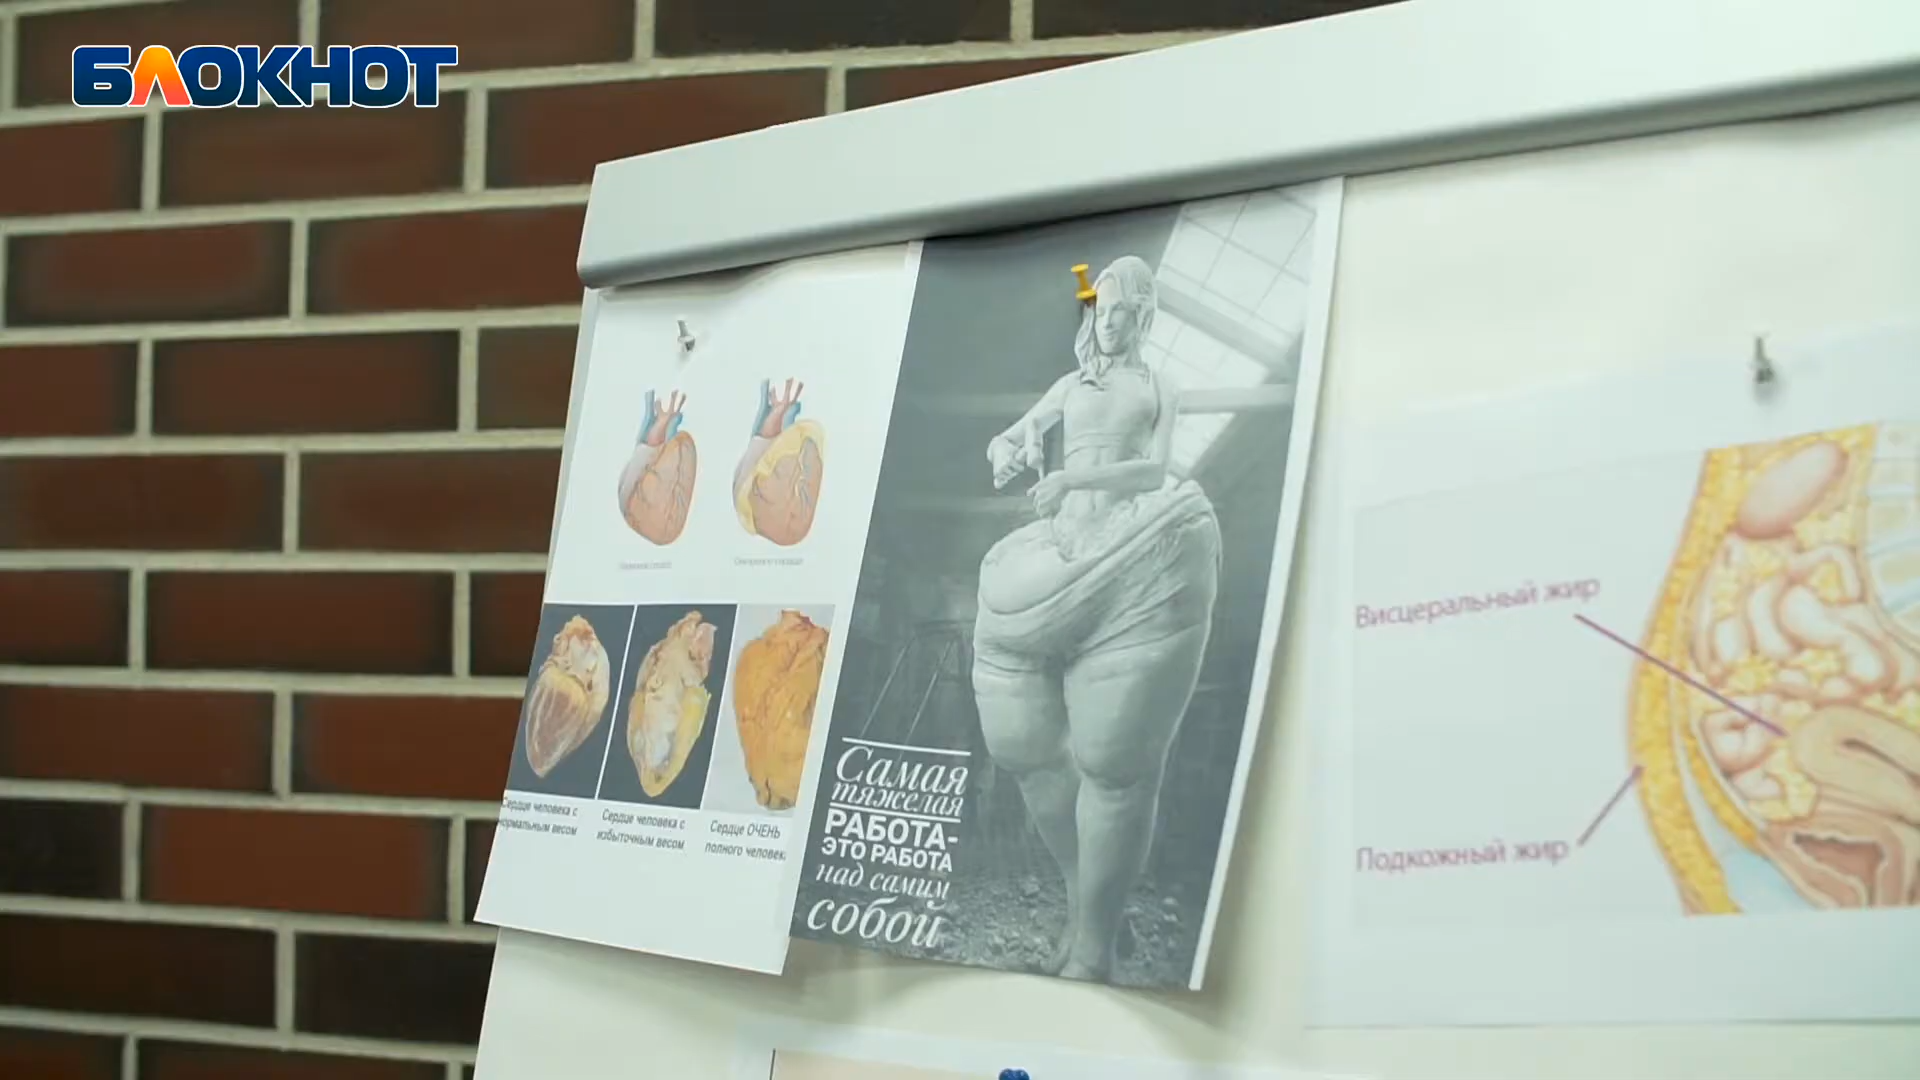 БЛОКНОТ
Сердце человека с
нормальным весом
Сердце человека с
избыточным весом
Сердце ОЧЕНЬ
полного человека
Самая
тяжелая
РАБОТА-
ЭТО РАБОТА
над самим
собой
Висцеральный жир
Подкожный жир